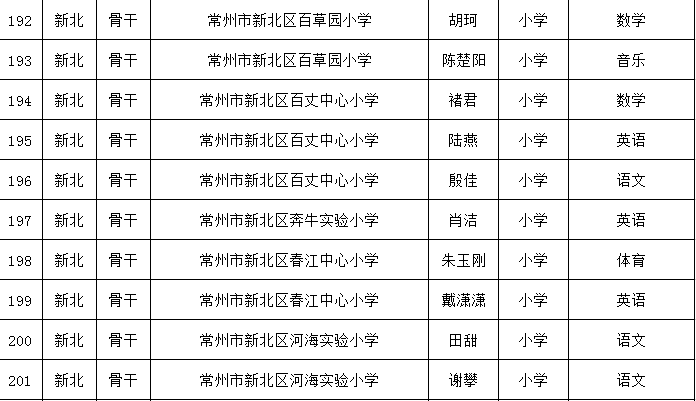 192 新北 骨干 常州市新北区百草园小学 胡珂 小学 数学
193 新北 骨干 常州市新北区百草园小学 陈楚阳 小学 音乐
194 新北 骨干 常州市新北区百丈中心小学 褚君 小学 数学
195 新北 骨干 常州市新北区百丈中心小学 陆燕 小学 英语
196 新北 骨干 常州市新北区百丈中心小学 殷佳 小学 语文
197 新北 骨干 常州市新北区奔牛实验小学 肖洁 小学 英语
198 新北 骨干 常州市新北区春江中心小学 朱玉刚 小学 体育
199 新北 骨干 常州市新北区春江中心小学 戴潇潇 小学 英语
200 新北 骨干 常州市新北区河海实验小学 田甜 小学 语文
201 新北 骨干 常州市新北区河海实验小学 谢攀 小学 语文